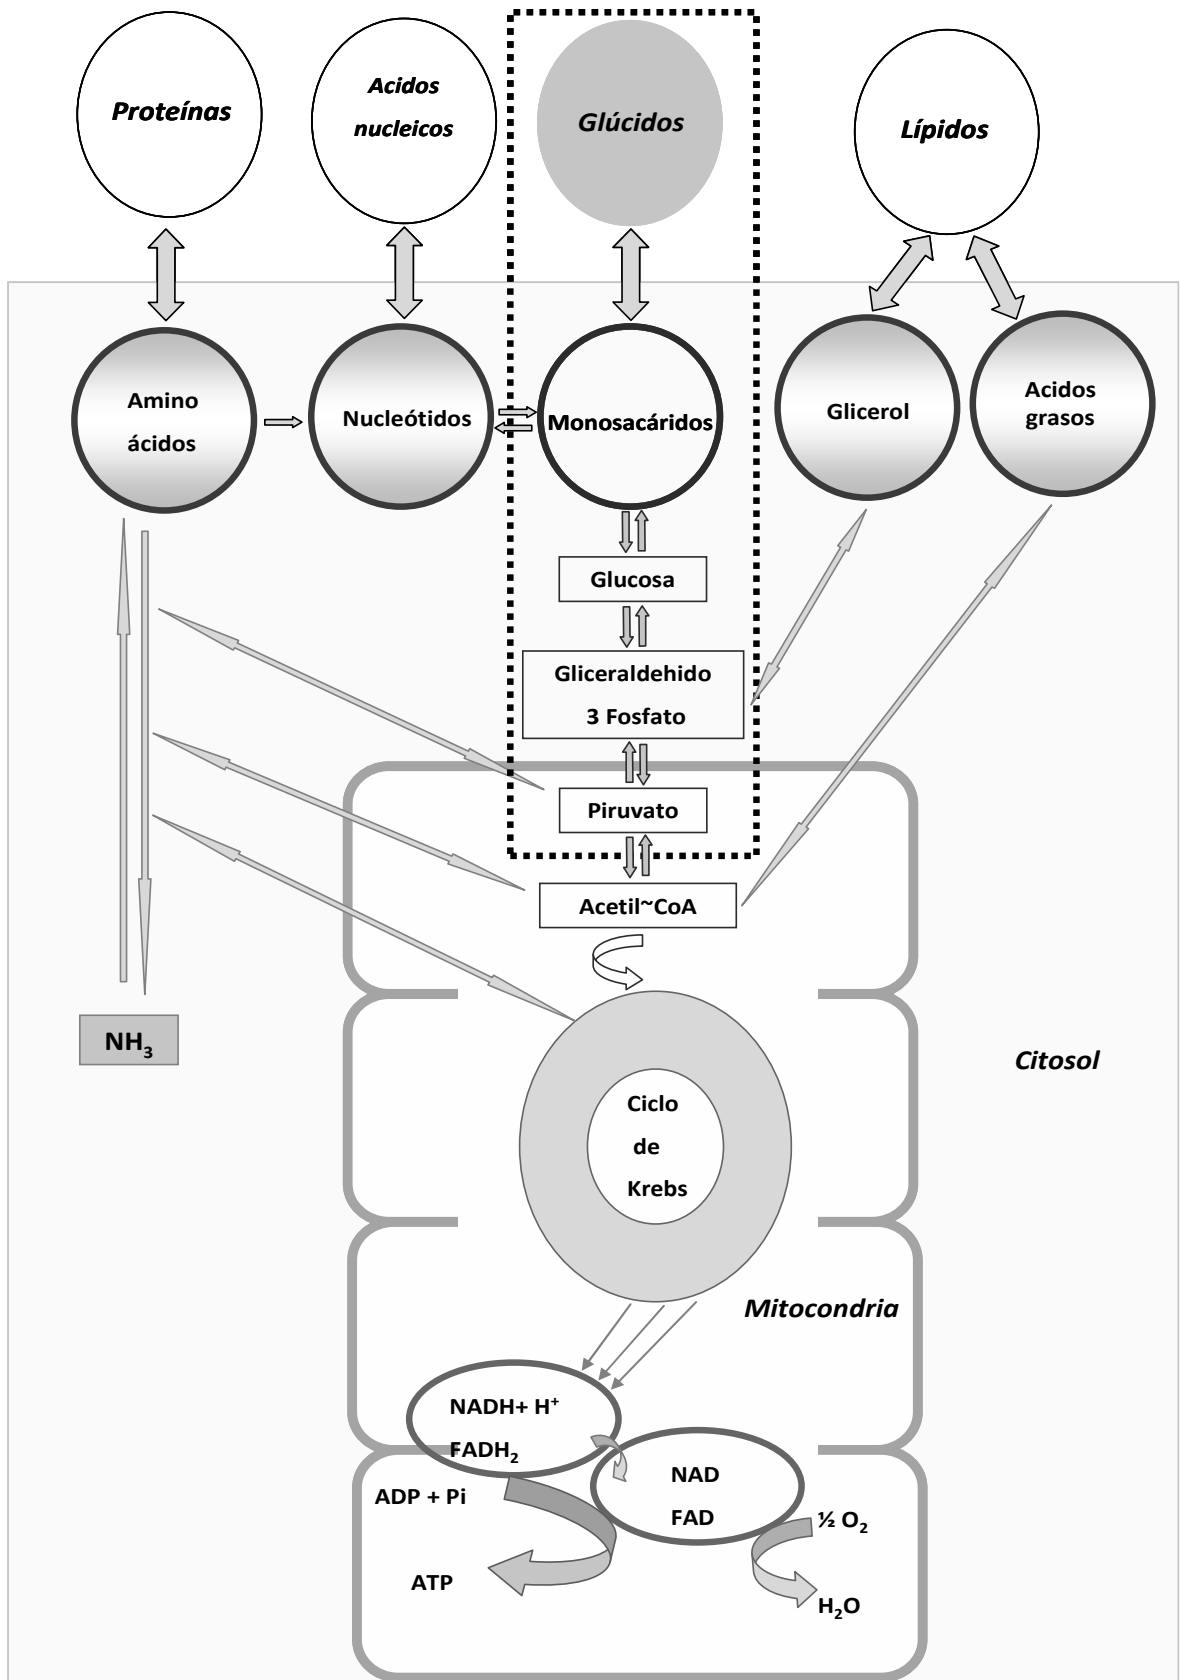 Proteínas
Acidos
nucleicos
Glúcidos
Lípidos
Amino
ácidos
Nucleótidos
Monosacáridos
Glicerol
Acidos
grasos
Glucosa
Gliceraldehido
3 Fosfato
Piruvato
Acetil~CoA
NH₃
Citosol
Ciclo
de
Krebs
Mitocondria
NADH+ H⁺
FADH₂
NAD
FAD
ADP + Pi
ATP
½ O₂
H₂O